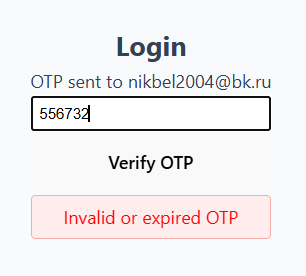 Login
OTP sent to nikbel2004@bk.ru
556732
Verify OTP
Invalid or expired OTP